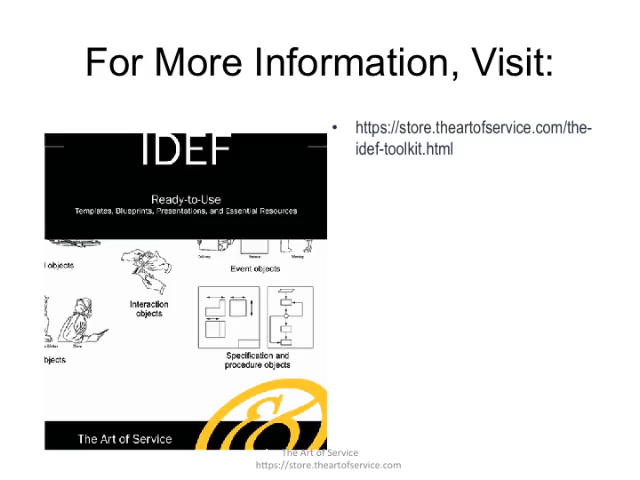 For More Information, Visit:
• https://store.theartofservice.com/the-
idef-toolkit.html
IDEF
Ready-to-Use
Templates, Blueprints, Presentations, and Essential Resources
l objects
Event objects
Interaction
objects
bjects
Specification and
procedure objects
The Art of Service
The Art of Service
https://store.theartofservice.com